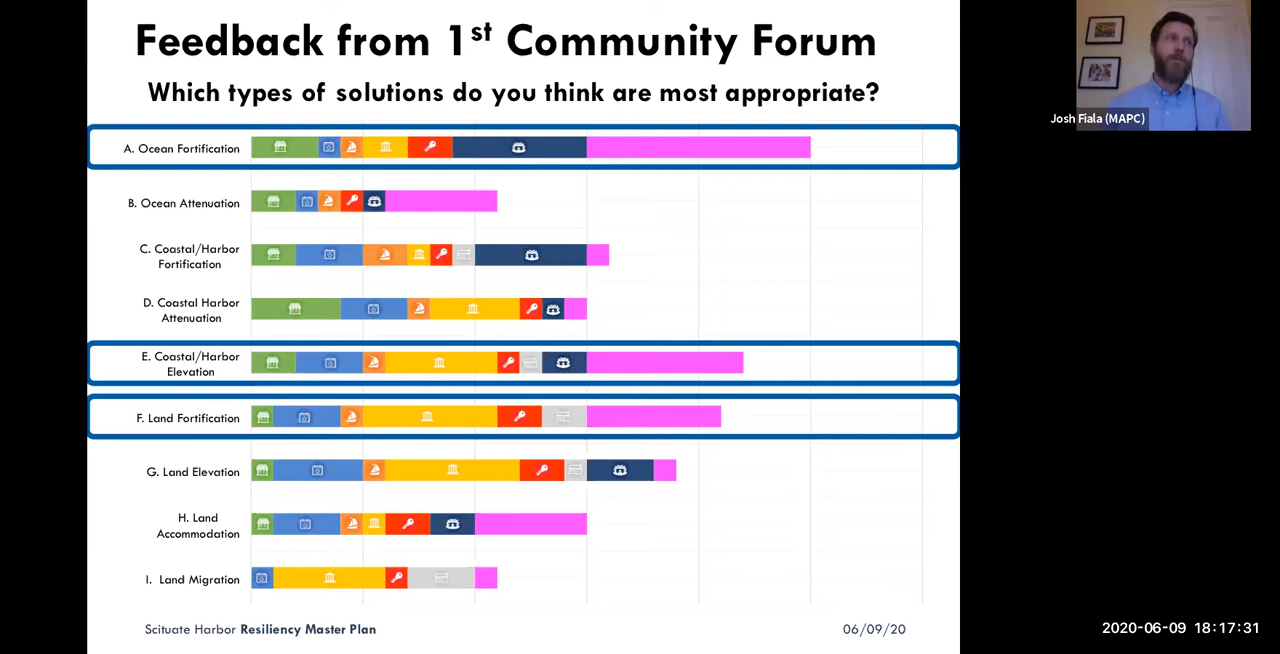 Feedback from 1st Community Forum
Which types of solutions do you think are most appropriate?
Josh Fiala (MAPC)
A. Ocean Fortification
B. Ocean Attenuation
C. Coastal/Harbor
Fortification
D. Coastal Harbor
Attenuation
E. Coastal/Harbor
Elevation
F. Land Fortification
G. Land Elevation
H. Land
Accommodation
I. Land Migration
Scituate Harbor Resiliency Master Plan
06/09/20
2020-06-09 18:17:31